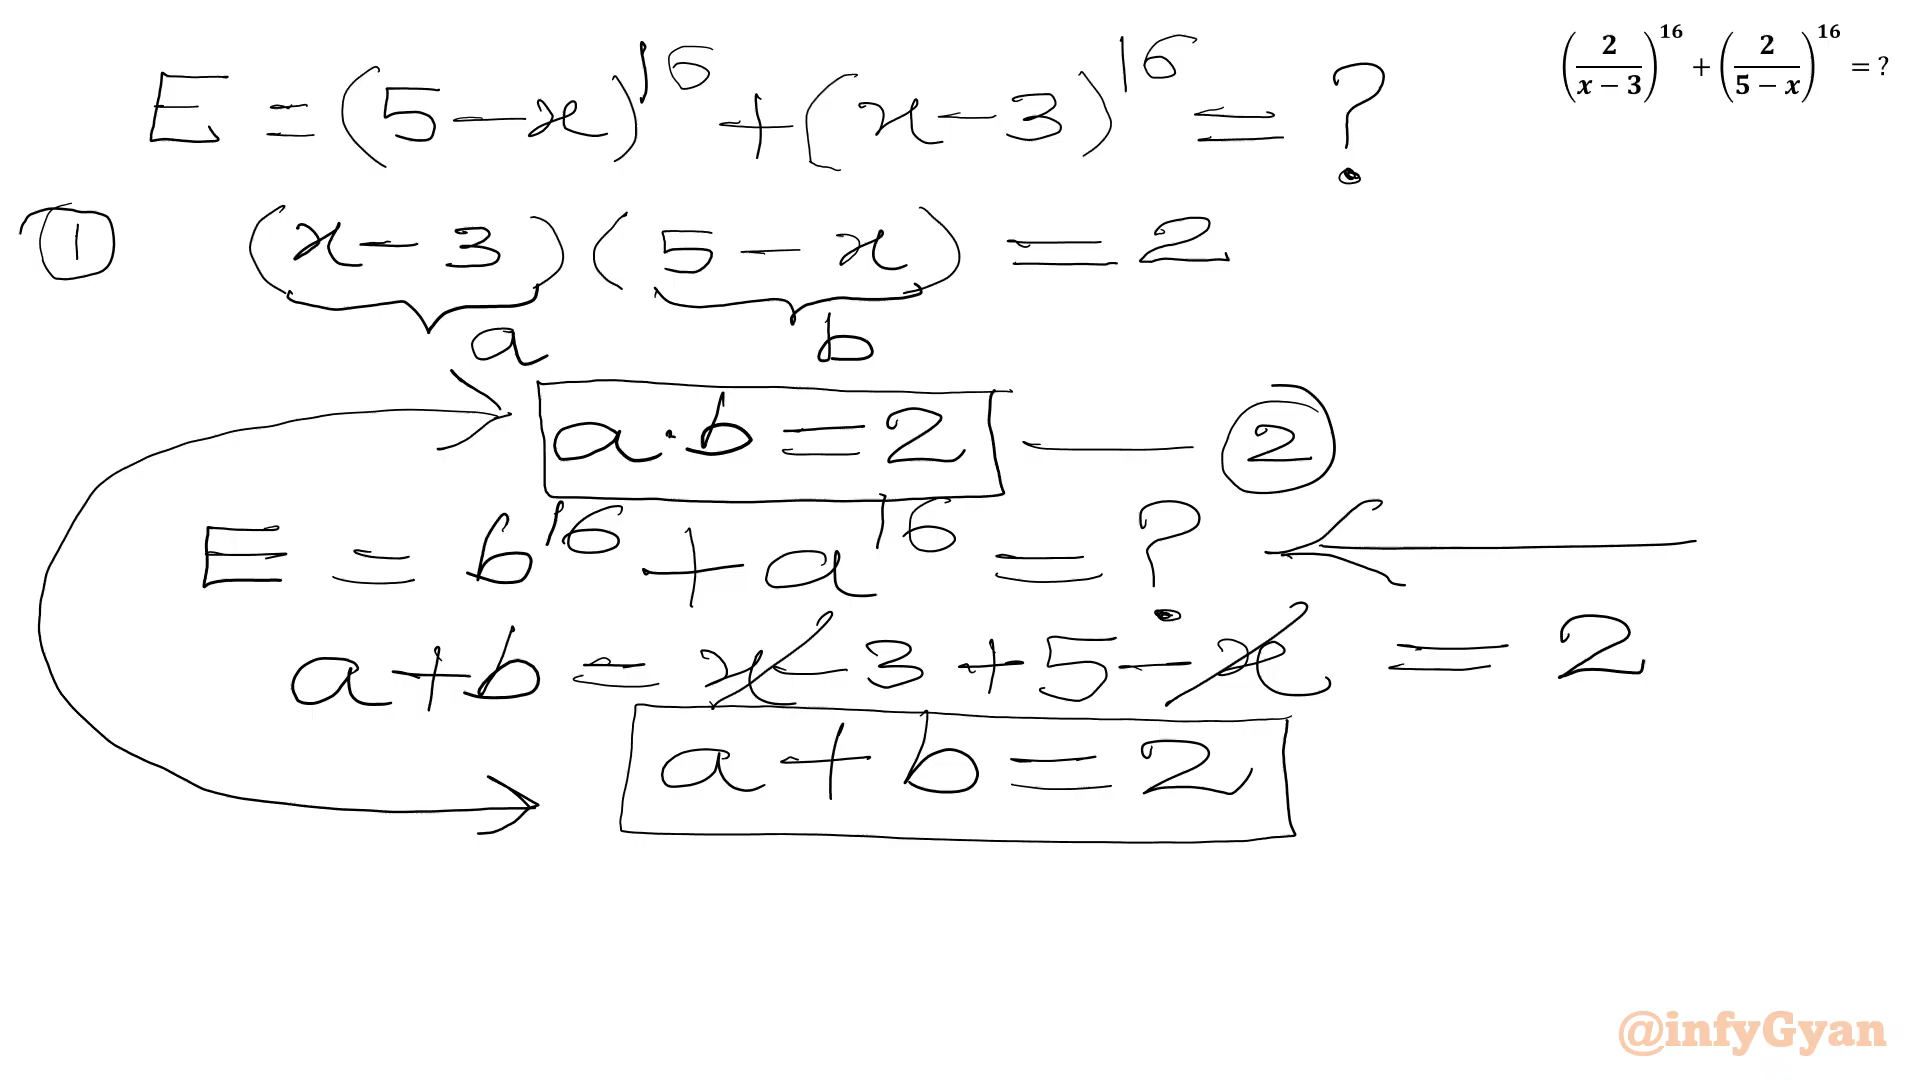 E = (5-x)^16 + (x-3)^16 = ?
(2/(x-3))^16 + (2/(5-x))^16 = ?
① (x-3)(5-x) = 2
a b
a·b = 2 — ②
E = b^16 + a^16 = ?
a+b = x-3+5-x = 2
a+b = 2
@infyGyan